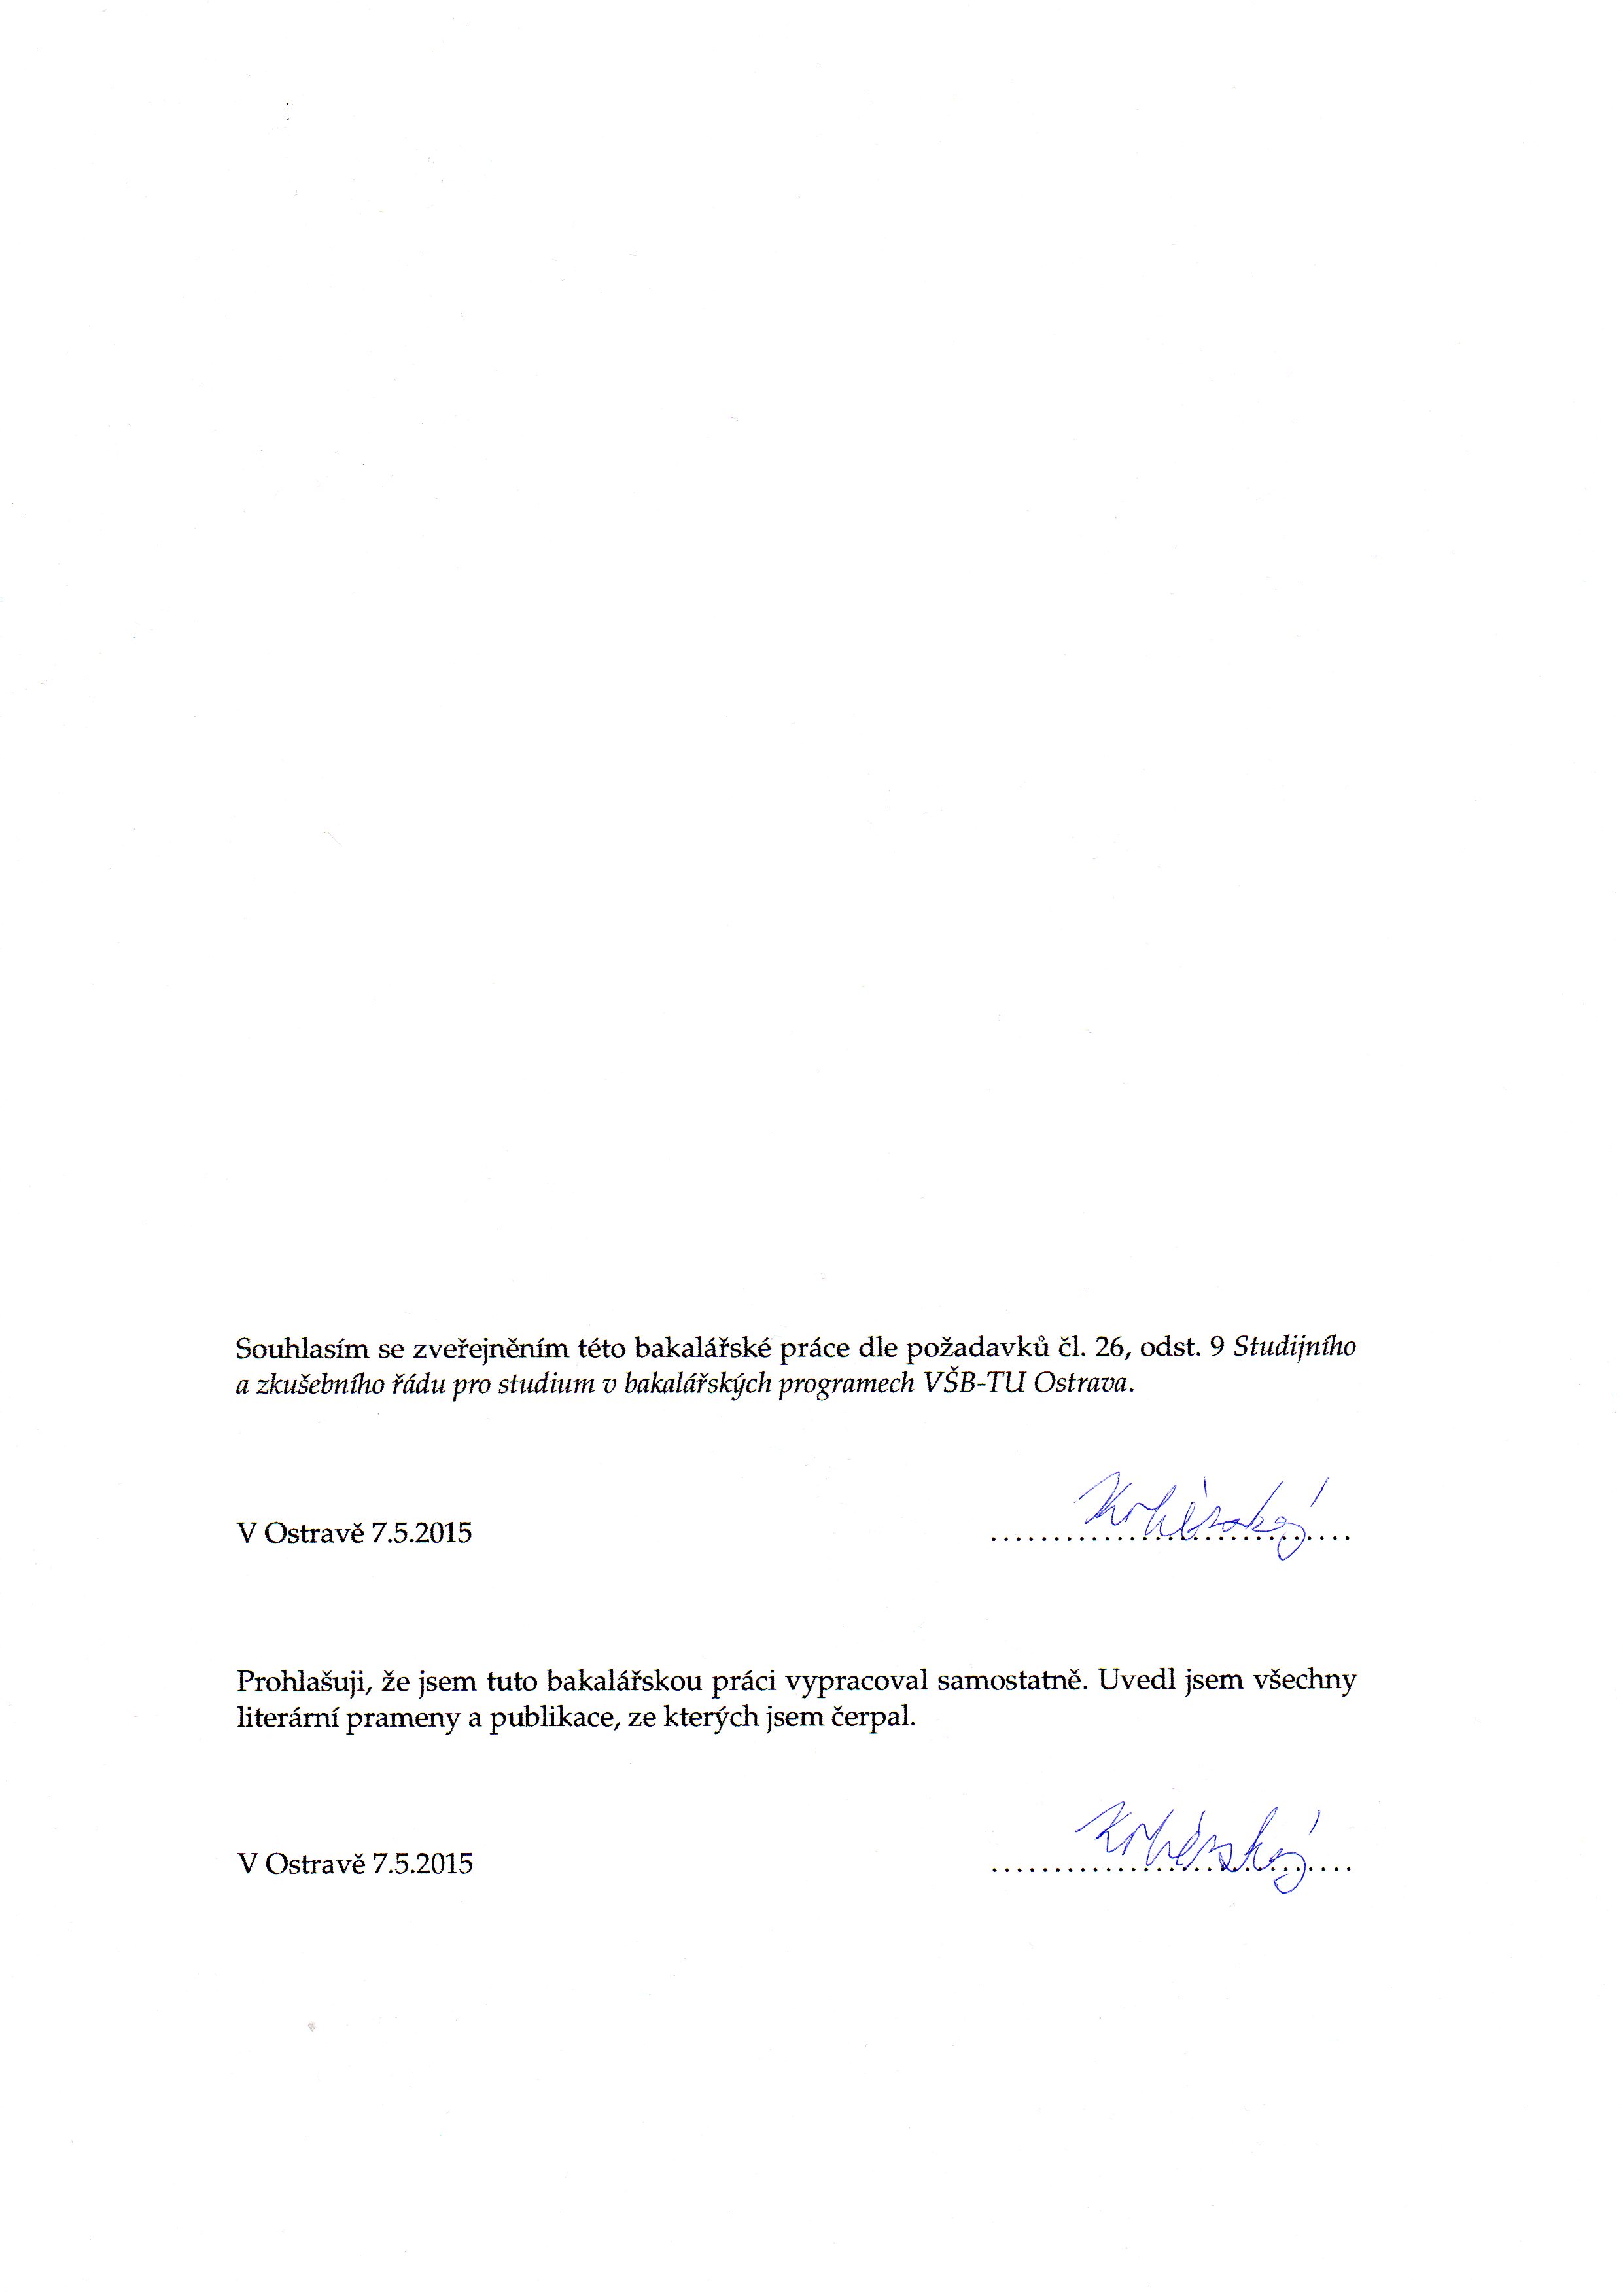 Souhlasím se zveřejněním této bakalářské práce dle požadavků čl. 26, odst. 9 Studijního
a zkušebního řádu pro studium v bakalářských programech VŠB-TU Ostrava.
V Ostravě 7.5.2015
Prohlašuji, že jsem tuto bakalářskou práci vypracoval samostatně. Uvedl jsem všechny
literární prameny a publikace, ze kterých jsem čerpal.
V Ostravě 7.5.2015